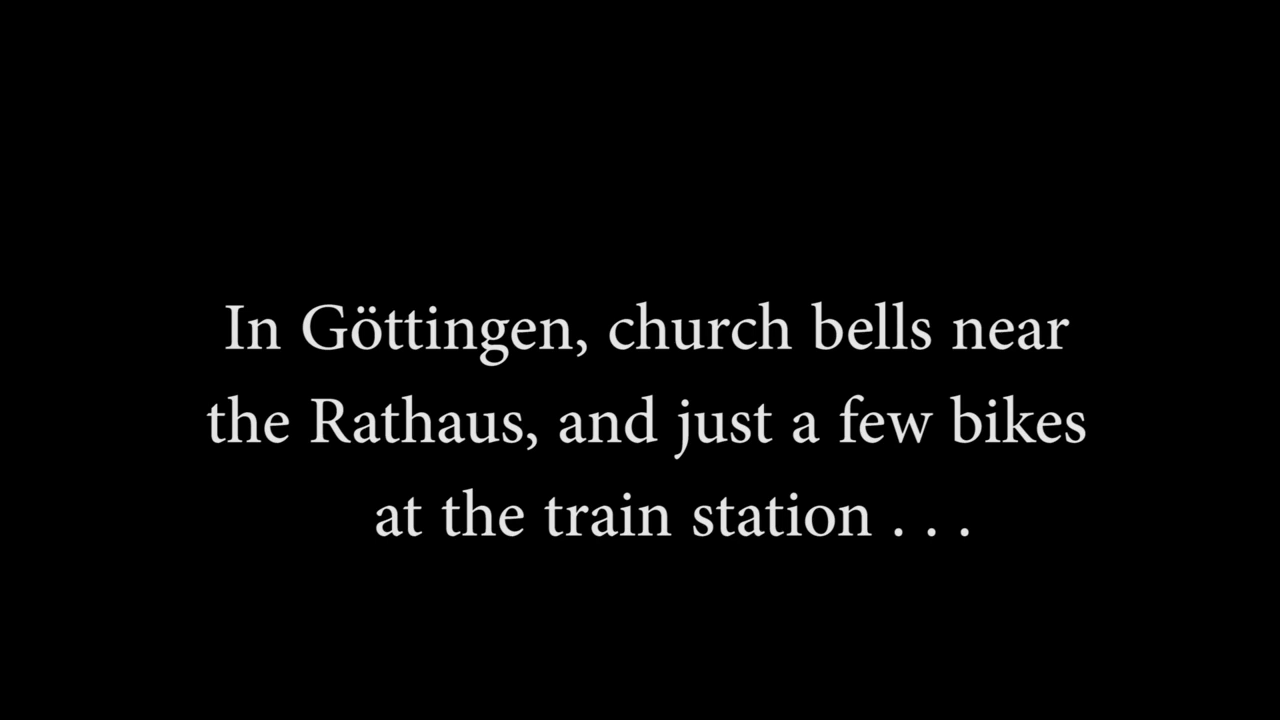 In Göttingen, church bells near
the Rathaus, and just a few bikes
at the train station . . .